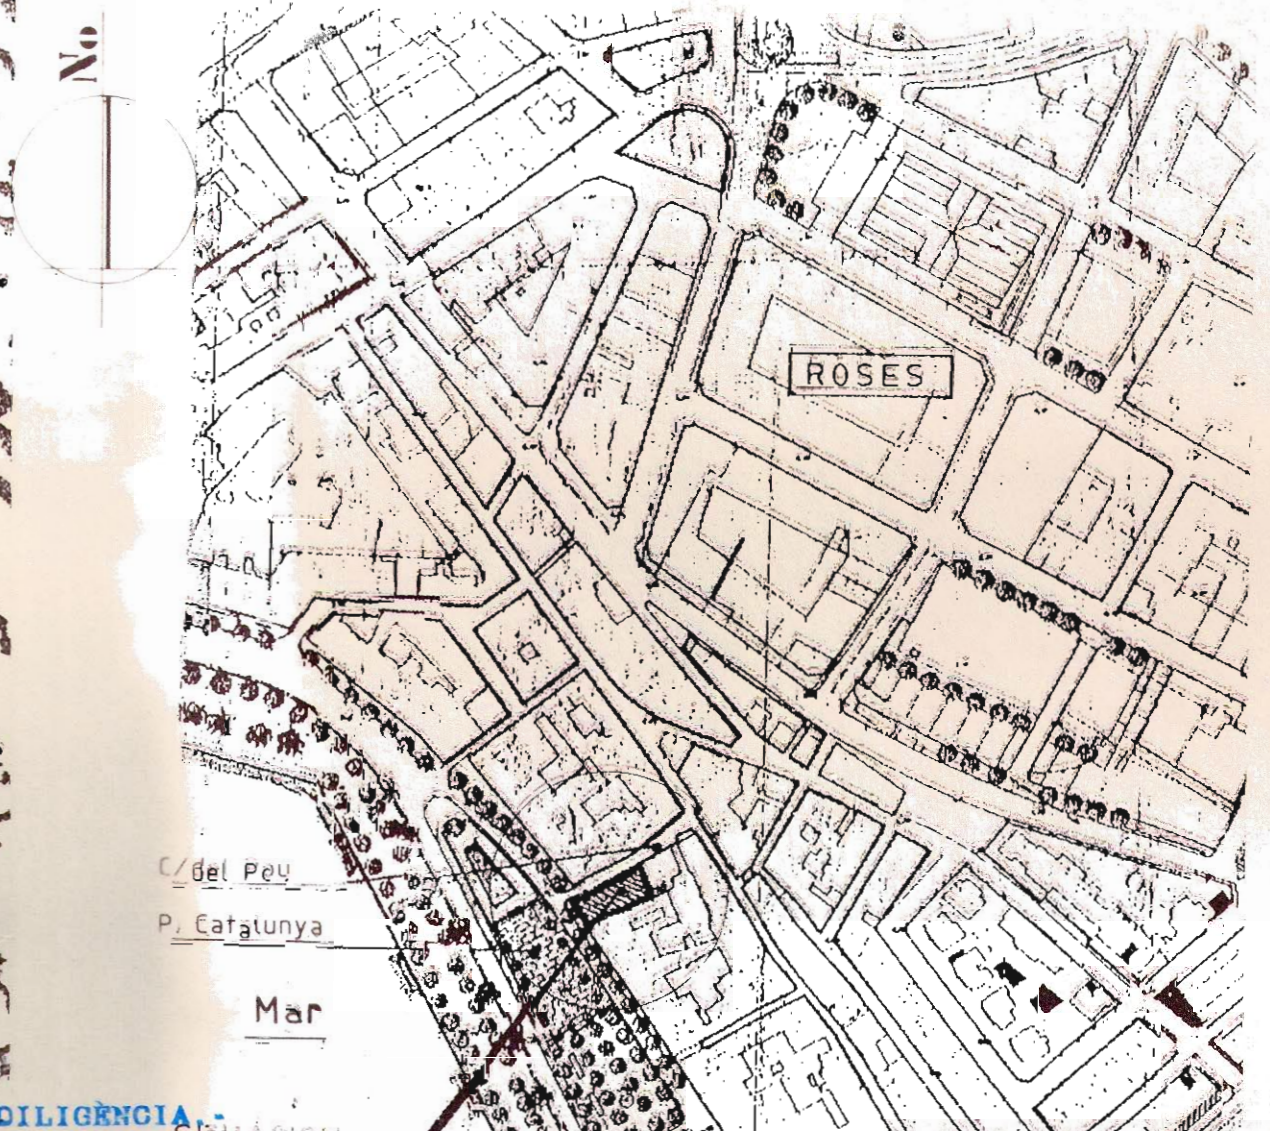 No
ROSES
C/del Pau
P. Catalunya
Mar
DILIGÈNCIA.-